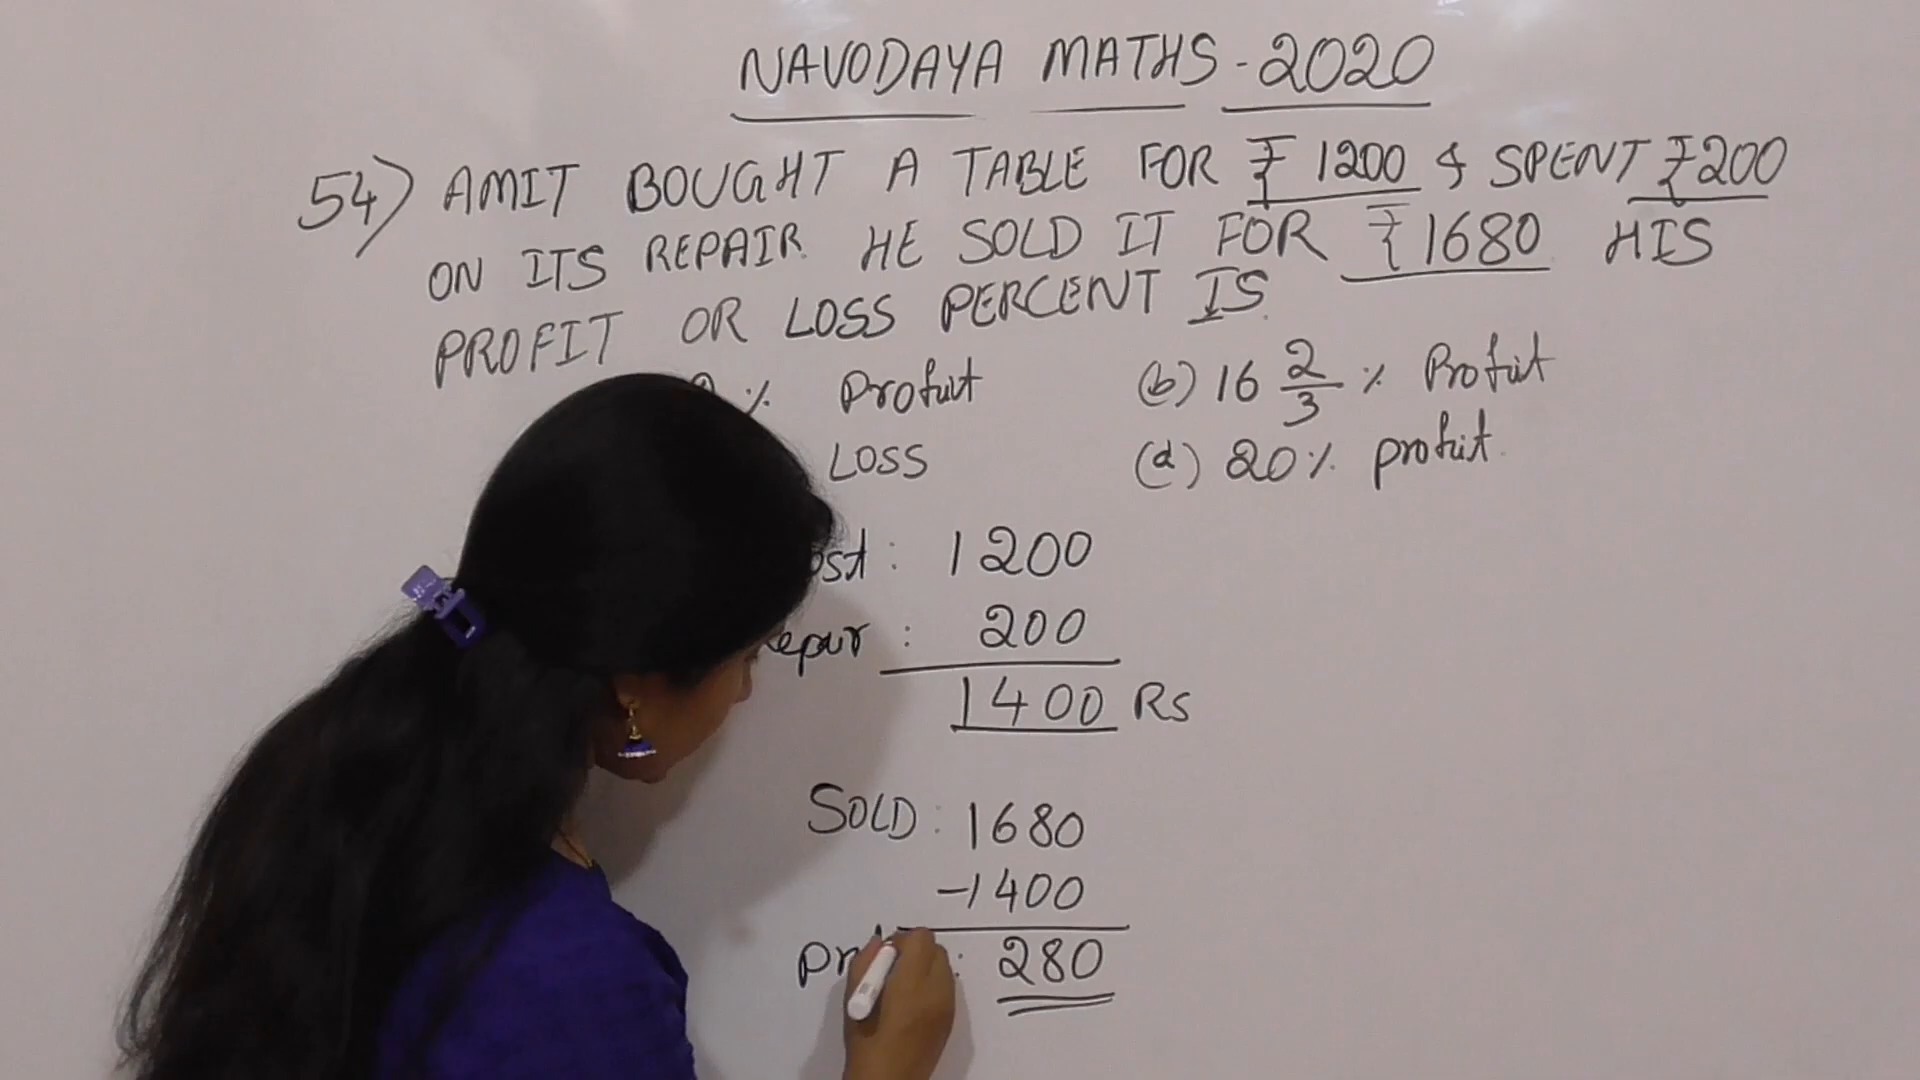 NAVODAYA MATHS - 2020
54) AMIT BOUGHT A TABLE FOR ₹ 1200 & SPENT ₹200
ON ITS REPAIR. HE SOLD IT FOR ₹1680 HIS
PROFIT OR LOSS PERCENT IS.
% Profit (b) 16 2/3 % Profit
LOSS (d) 20% profit.
: 1200
: 200
1400 Rs
SOLD : 1680
-1400
: 280